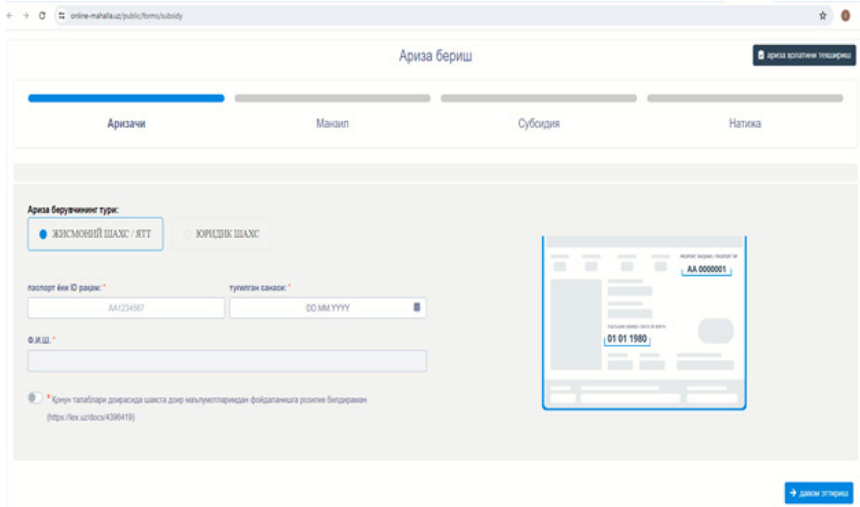 online-mahalla.uz/public/forms/subsidy
Ариза бериш
ариза ҳолатини текшириш
Аризачи
Манзил
Субсидия
Натижа
Ариза берувчининг тури:
ЖИСМОНИЙ ШАХС / ЯТТ
ЮРИДИК ШАХС
паспорт ёки ID рақам: *
туғилган санаси: *
AA1234567
DD.MM.YYYY
AA 0000001
Ф.И.Ш. *
01 01 1980
* Қонун талаблари доирасида шахсга доир маълумотларимдан фойдаланишга розилик билдираман.
(https://lex.uz/docs/4396419)
давом эттириш